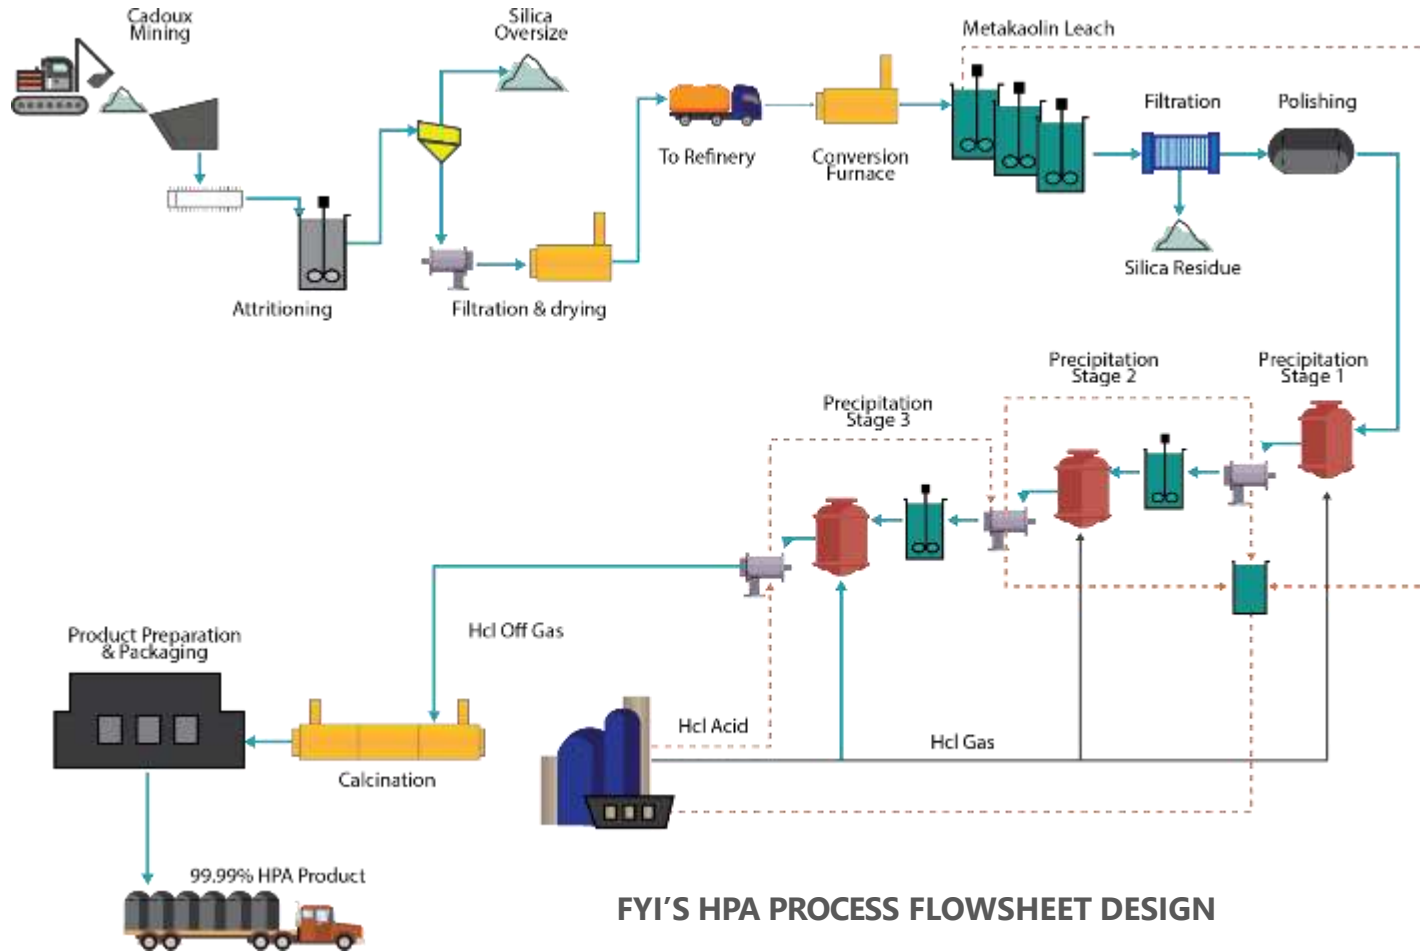 Cadoux
Mining
Silica
Oversize
Metakaolin Leach
Filtration
Polishing
To Refinery
Conversion
Furnace
Silica Residue
Attritioning
Filtration & drying
Precipitation
Stage 1
Precipitation
Stage 2
Precipitation
Stage 3
Hcl Off Gas
Product Preparation
& Packaging
Hcl Acid
Hcl Gas
Calcination
99.99% HPA Product
FYI'S HPA PROCESS FLOWSHEET DESIGN